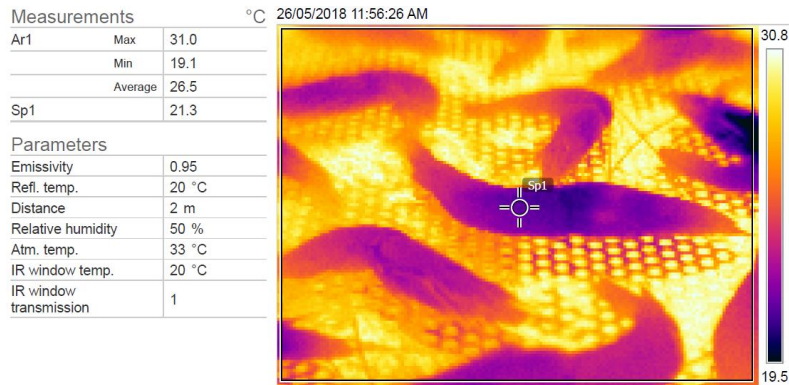 Measurements °C
Ar1 Max 31.0
Min 19.1
Average 26.5
Sp1 21.3
Parameters
Emissivity 0.95
Refl. temp. 20 °C
Distance 2 m
Relative humidity 50 %
Atm. temp. 33 °C
IR window temp. 20 °C
IR window
transmission 1
26/05/2018 11:56:26 AM
30.8
Sp1
19.5